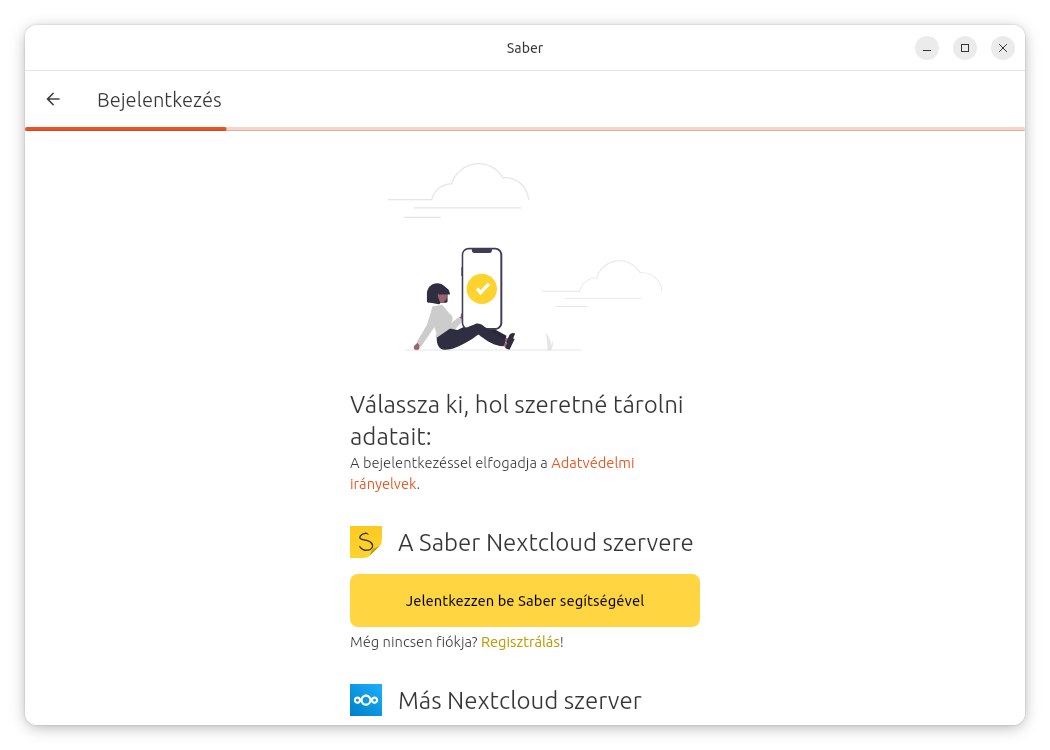 Saber
Bejelentkezés
Válassza ki, hol szeretné tárolni
adatait:
A bejelentkezéssel elfogadja a Adatvédelmi
irányelvek.
A Saber Nextcloud szervere
Jelentkezzen be Saber segítségével
Még nincsen fiókja? Regisztrálás!
Más Nextcloud szerver